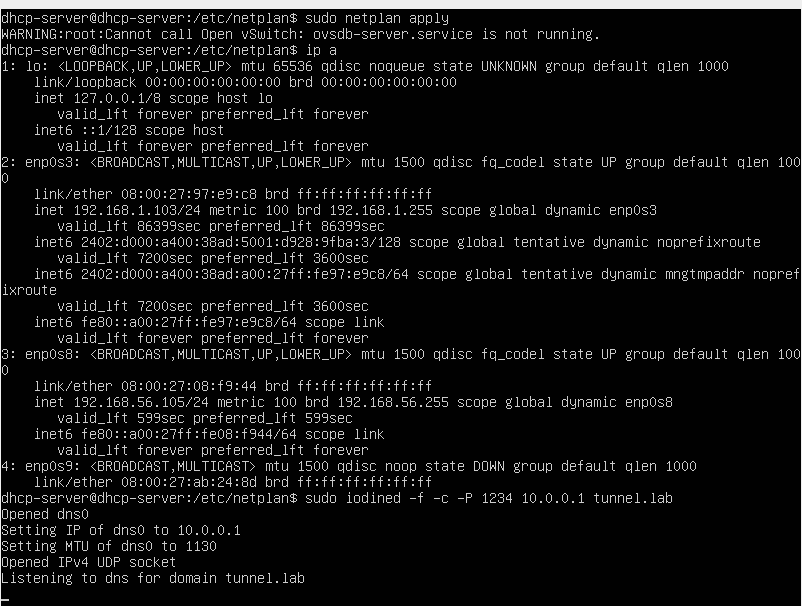 dhcp-server@dhcp-server:/etc/netplan$ sudo netplan apply
WARNING:root:Cannot call Open vSwitch: ovsdb-server.service is not running.
dhcp-server@dhcp-server:/etc/netplan$ ip a
1: lo: <LOOPBACK,UP,LOWER_UP> mtu 65536 qdisc noqueue state UNKNOWN group default qlen 1000
    link/loopback 00:00:00:00:00:00 brd 00:00:00:00:00:00
    inet 127.0.0.1/8 scope host lo
       valid_lft forever preferred_lft forever
    inet6 ::1/128 scope host
       valid_lft forever preferred_lft forever
2: enp0s3: <BROADCAST,MULTICAST,UP,LOWER_UP> mtu 1500 qdisc fq_codel state UP group default qlen 100
0
    link/ether 08:00:27:97:e9:c8 brd ff:ff:ff:ff:ff:ff
    inet 192.168.1.103/24 metric 100 brd 192.168.1.255 scope global dynamic enp0s3
       valid_lft 86399sec preferred_lft 86399sec
    inet6 2402:d000:a400:38ad:5001:d928:9fba:3/128 scope global tentative dynamic noprefixroute
       valid_lft 7200sec preferred_lft 3600sec
    inet6 2402:d000:a400:38ad:a00:27ff:fe97:e9c8/64 scope global tentative dynamic mngtmpaddr nopref
ixroute
       valid_lft 7200sec preferred_lft 3600sec
    inet6 fe80::a00:27ff:fe97:e9c8/64 scope link
       valid_lft forever preferred_lft forever
3: enp0s8: <BROADCAST,MULTICAST,UP,LOWER_UP> mtu 1500 qdisc fq_codel state UP group default qlen 100
0
    link/ether 08:00:27:08:f9:44 brd ff:ff:ff:ff:ff:ff
    inet 192.168.56.105/24 metric 100 brd 192.168.56.255 scope global dynamic enp0s8
       valid_lft 599sec preferred_lft 599sec
    inet6 fe80::a00:27ff:fe08:f944/64 scope link
       valid_lft forever preferred_lft forever
4: enp0s9: <BROADCAST,MULTICAST> mtu 1500 qdisc noop state DOWN group default qlen 1000
    link/ether 08:00:27:ab:24:8d brd ff:ff:ff:ff:ff:ff
dhcp-server@dhcp-server:/etc/netplan$ sudo iodined -f -c -P 1234 10.0.0.1 tunnel.lab
Opened dns0
Setting IP of dns0 to 10.0.0.1
Setting MTU of dns0 to 1130
Opened IPv4 UDP socket
Listening to dns for domain tunnel.lab